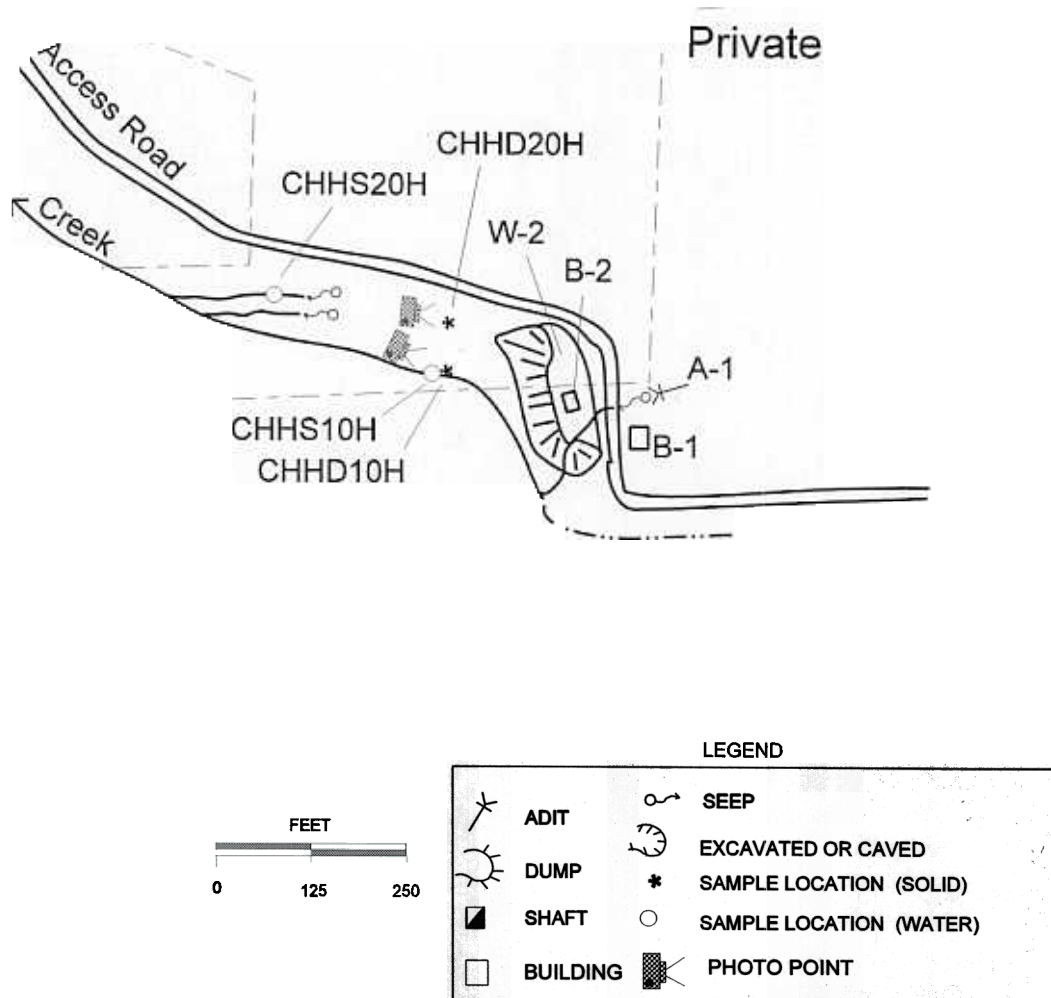 Private
Access Road
CHHD20H
CHHS20H
Creek
W-2
B-2
A-1
CHHS10H
B-1
CHHD10H
LEGEND
FEET
0 125 250
ADIT
SEEP
DUMP
EXCAVATED OR CAVED
SAMPLE LOCATION (SOLID)
SHAFT
SAMPLE LOCATION (WATER)
BUILDING
PHOTO POINT